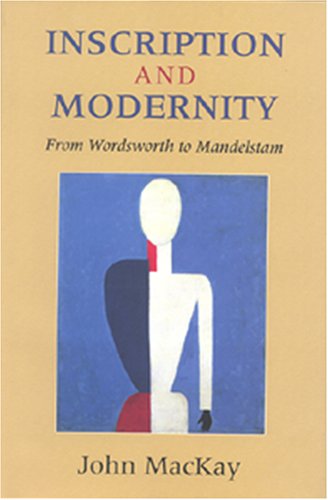 INSCRIPTION
AND
MODERNITY
From Wordsworth to Mandelstam
John MacKay